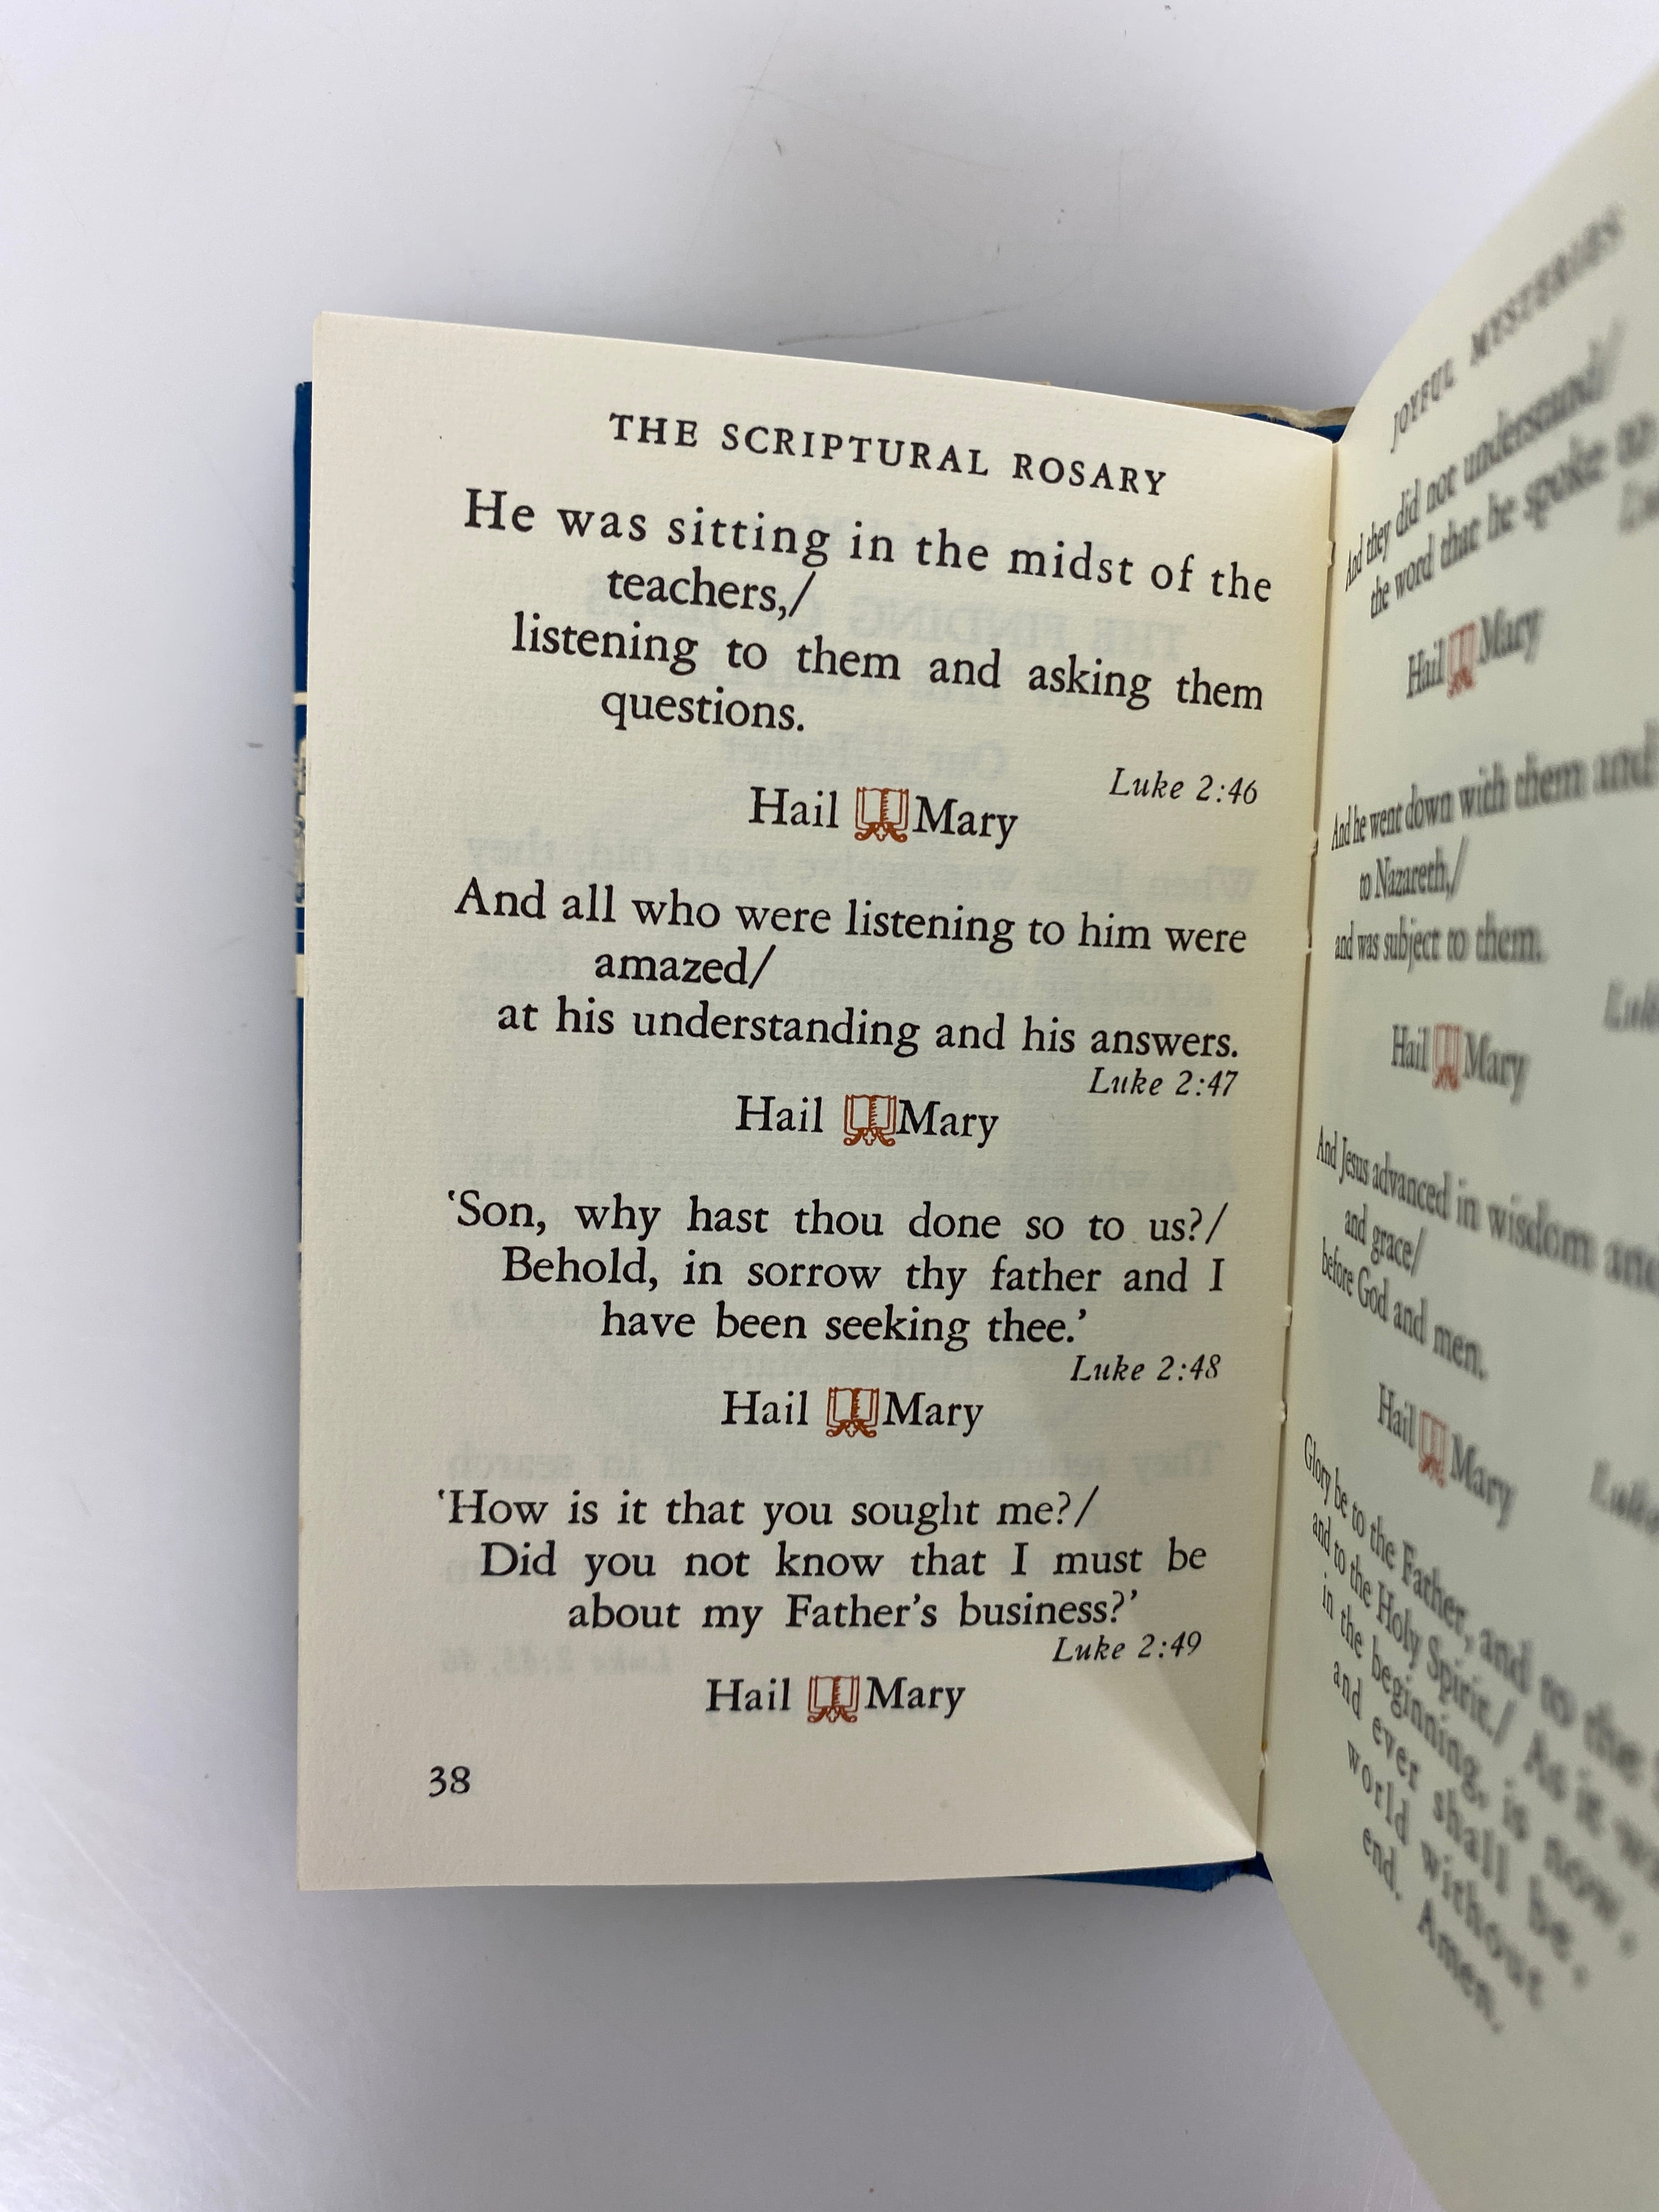 THE SCRIPTURAL ROSARY
He was sitting in the midst of the
teachers,/
listening to them and asking them
questions.
Luke 2:46
Hail Mary
And all who were listening to him were
amazed/
at his understanding and his answers.
Luke 2:47
Hail Mary
‘Son, why hast thou done so to us?/
Behold, in sorrow thy father and I
have been seeking thee.’
Luke 2:48
Hail Mary
‘How is it that you sought me?/
Did you not know that I must be
about my Father’s business?’
Luke 2:49
Hail Mary
38
JOYFUL MYSTERIES
And they did not understand/
the word that he spoke to
Hail Mary
And he went down with them and
to Nazareth,/
and was subject to them.
Hail Mary
And Jesus advanced in wisdom and
and grace/
before God and men.
Hail Mary
Glory be to the Father, and to the
and to the Holy Spirit./ As it
in the beginning, is now,
and ever shall be,
world without
end. Amen.